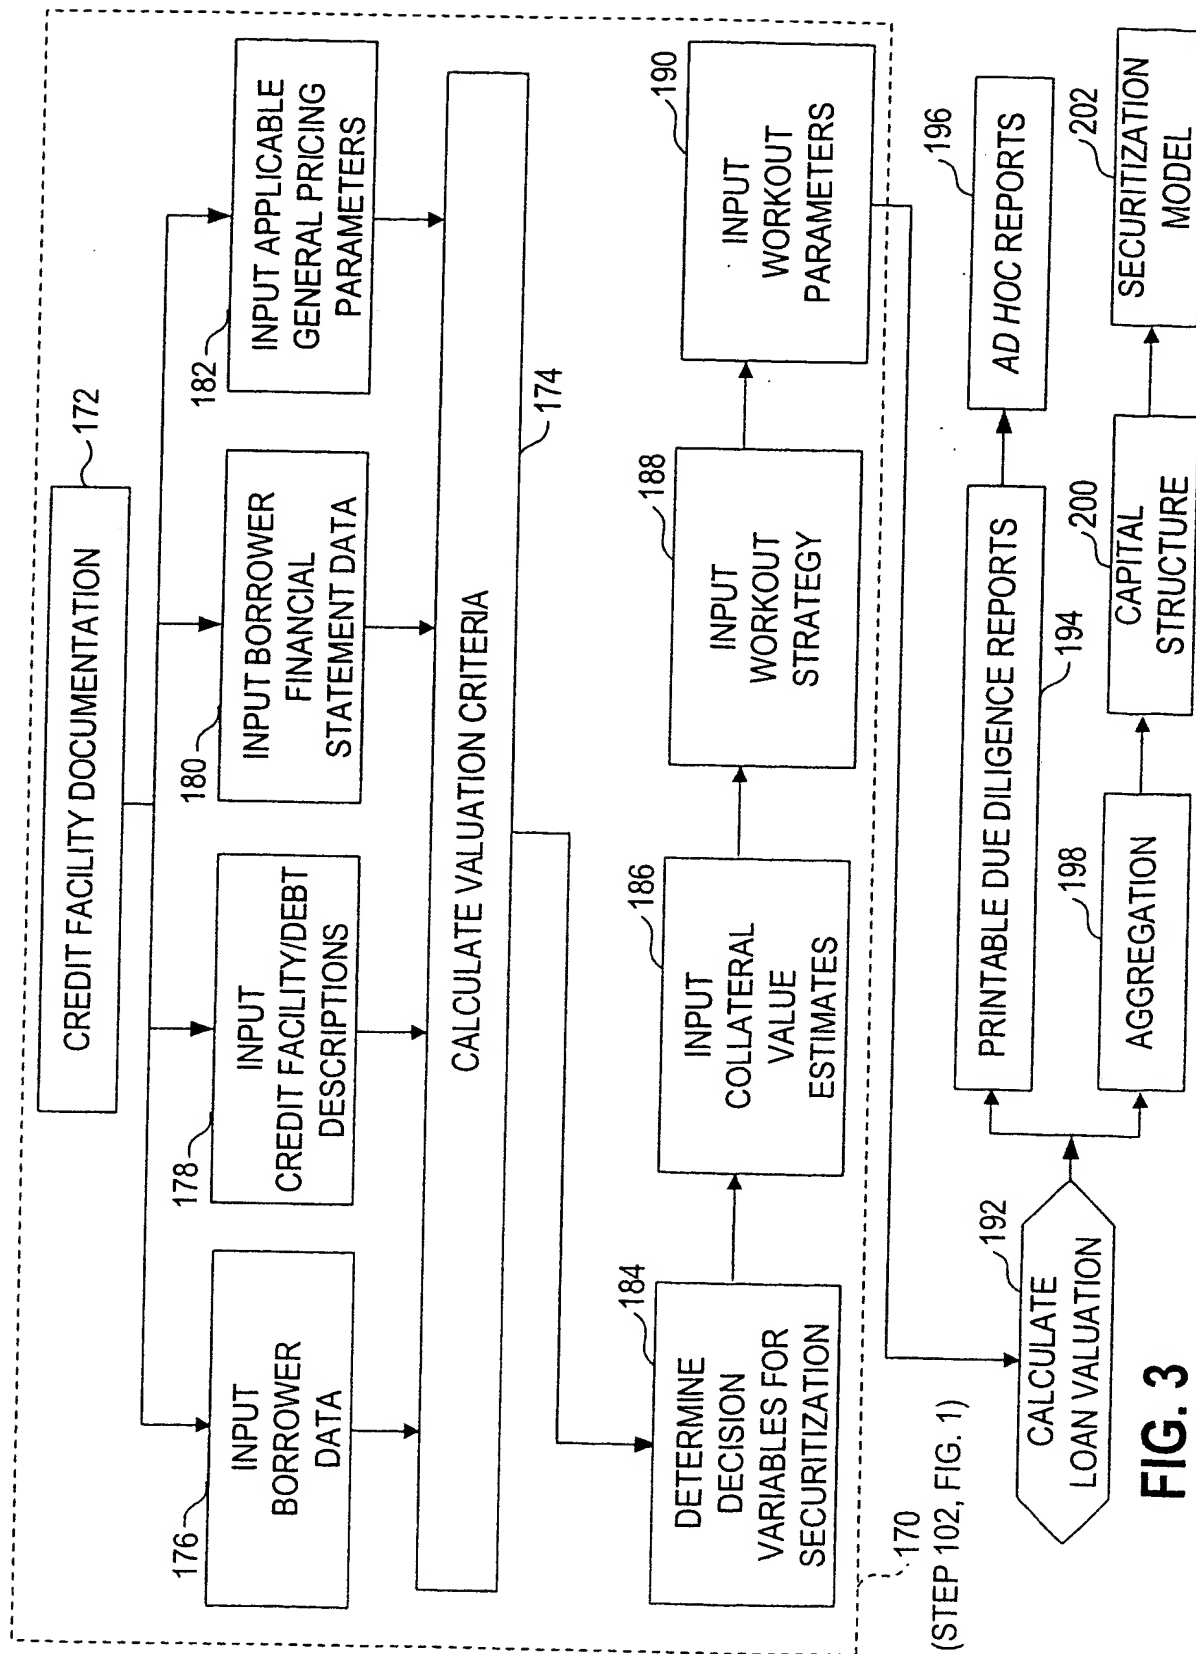 CREDIT FACILITY DOCUMENTATION
172
176
INPUT
BORROWER
DATA
178
INPUT
CREDIT FACILITY/DEBT
DESCRIPTIONS
180
INPUT BORROWER
FINANCIAL
STATEMENT DATA
182
INPUT APPLICABLE
GENERAL PRICING
PARAMETERS
CALCULATE VALUATION CRITERIA
174
184
DETERMINE
DECISION
VARIABLES FOR
SECURITIZATION
186
INPUT
COLLATERAL
VALUE
ESTIMATES
188
INPUT
WORKOUT
STRATEGY
190
INPUT
WORKOUT
PARAMETERS
170
(STEP 102, FIG. 1)
192
CALCULATE
LOAN VALUATION
PRINTABLE DUE DILIGENCE REPORTS
194
AD HOC REPORTS
196
198
AGGREGATION
200
CAPITAL
STRUCTURE
202
SECURITIZATION
MODEL
FIG. 3